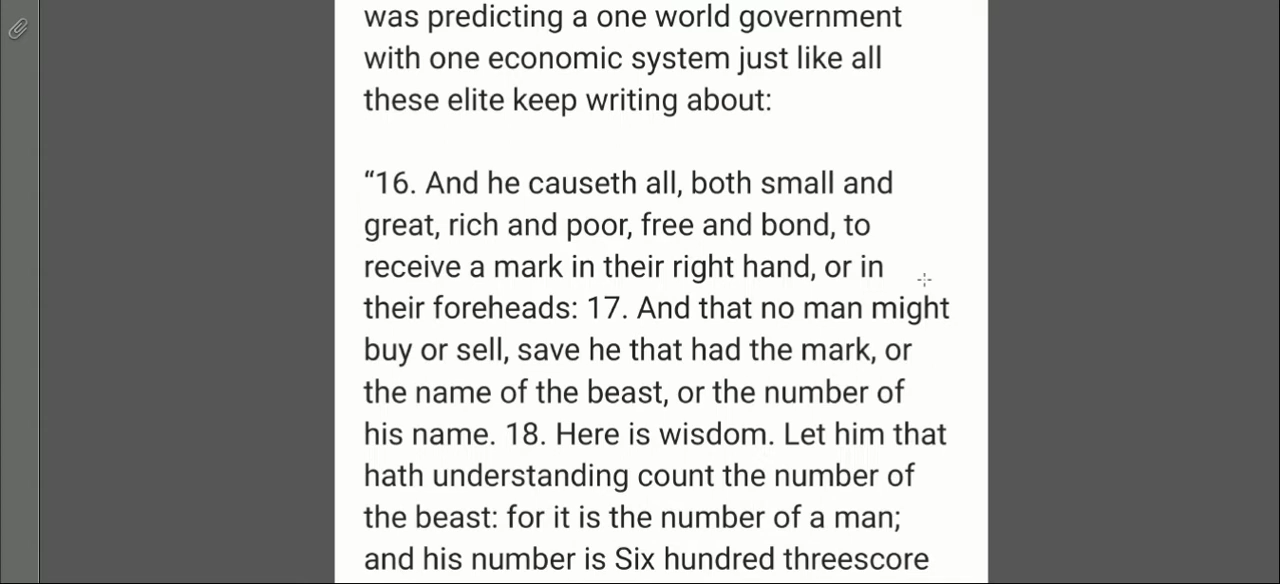 was predicting a one world government
with one economic system just like all
these elite keep writing about:
“16. And he causeth all, both small and
great, rich and poor, free and bond, to
receive a mark in their right hand, or in
their foreheads: 17. And that no man might
buy or sell, save he that had the mark, or
the name of the beast, or the number of
his name. 18. Here is wisdom. Let him that
hath understanding count the number of
the beast: for it is the number of a man;
and his number is Six hundred threescore